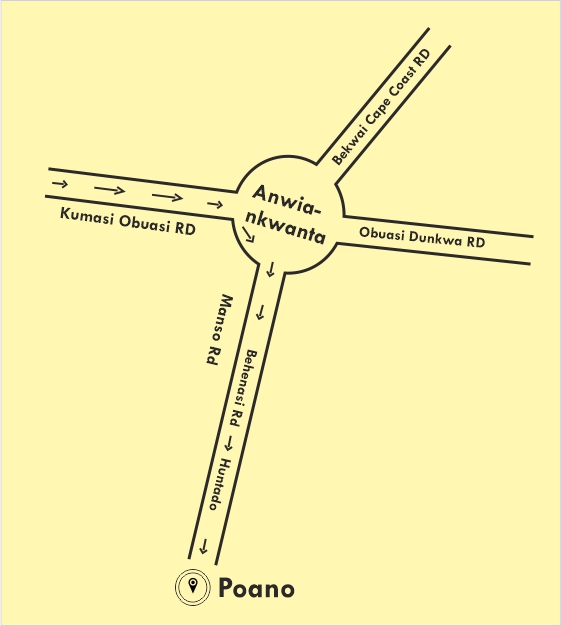 Bekwai Cape Coast RD
Anwia-
nkwanta
Kumasi Obuasi RD
Obuasi Dunkwa RD
Manso Rd
Behenasi Rd
Huntado
Poano